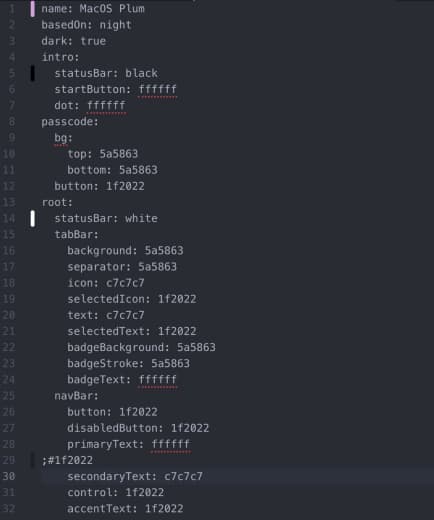 1 name: MacOS Plum
2 basedOn: night
3 dark: true
4 intro:
5 statusBar: black
6 startButton: ffffff
7 dot: ffffff
8 passcode:
9 bg:
10 top: 5a5863
11 bottom: 5a5863
12 button: 1f2022
13 root:
14 statusBar: white
15 tabBar:
16 background: 5a5863
17 separator: 5a5863
18 icon: c7c7c7
19 selectedIcon: 1f2022
20 text: c7c7c7
21 selectedText: 1f2022
22 badgeBackground: 5a5863
23 badgeStroke: 5a5863
24 badgeText: ffffff
25 navBar:
26 button: 1f2022
27 disabledButton: 1f2022
28 primaryText: ffffff
29 ;#1f2022
30 secondaryText: c7c7c7
31 control: 1f2022
32 accentText: 1f2022